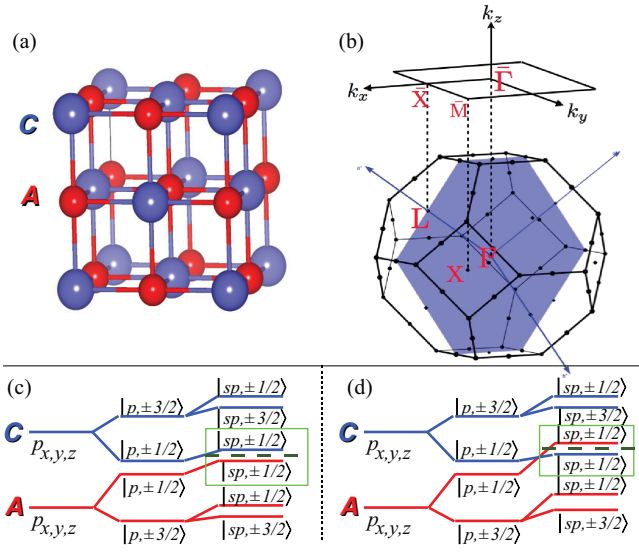 (a)
C
A
(b)
k_z
k_x
k_y
Γ̄
X̄
M̄
L
X
Γ
(c)
C
p_{x,y,z}
|p,±3/2⟩
|p,±1/2⟩
|sp,±1/2⟩
|sp,±3/2⟩
|sp,±1/2⟩
|sp,±1/2⟩
A
p_{x,y,z}
|p,±1/2⟩
|p,±3/2⟩
|sp,±1/2⟩
|sp,±3/2⟩
(d)
C
p_{x,y,z}
|p,±3/2⟩
|p,±1/2⟩
|sp,±1/2⟩
|sp,±3/2⟩
|sp,±1/2⟩
|sp,±1/2⟩
A
p_{x,y,z}
|p,±1/2⟩
|p,±3/2⟩
|sp,±1/2⟩
|sp,±3/2⟩